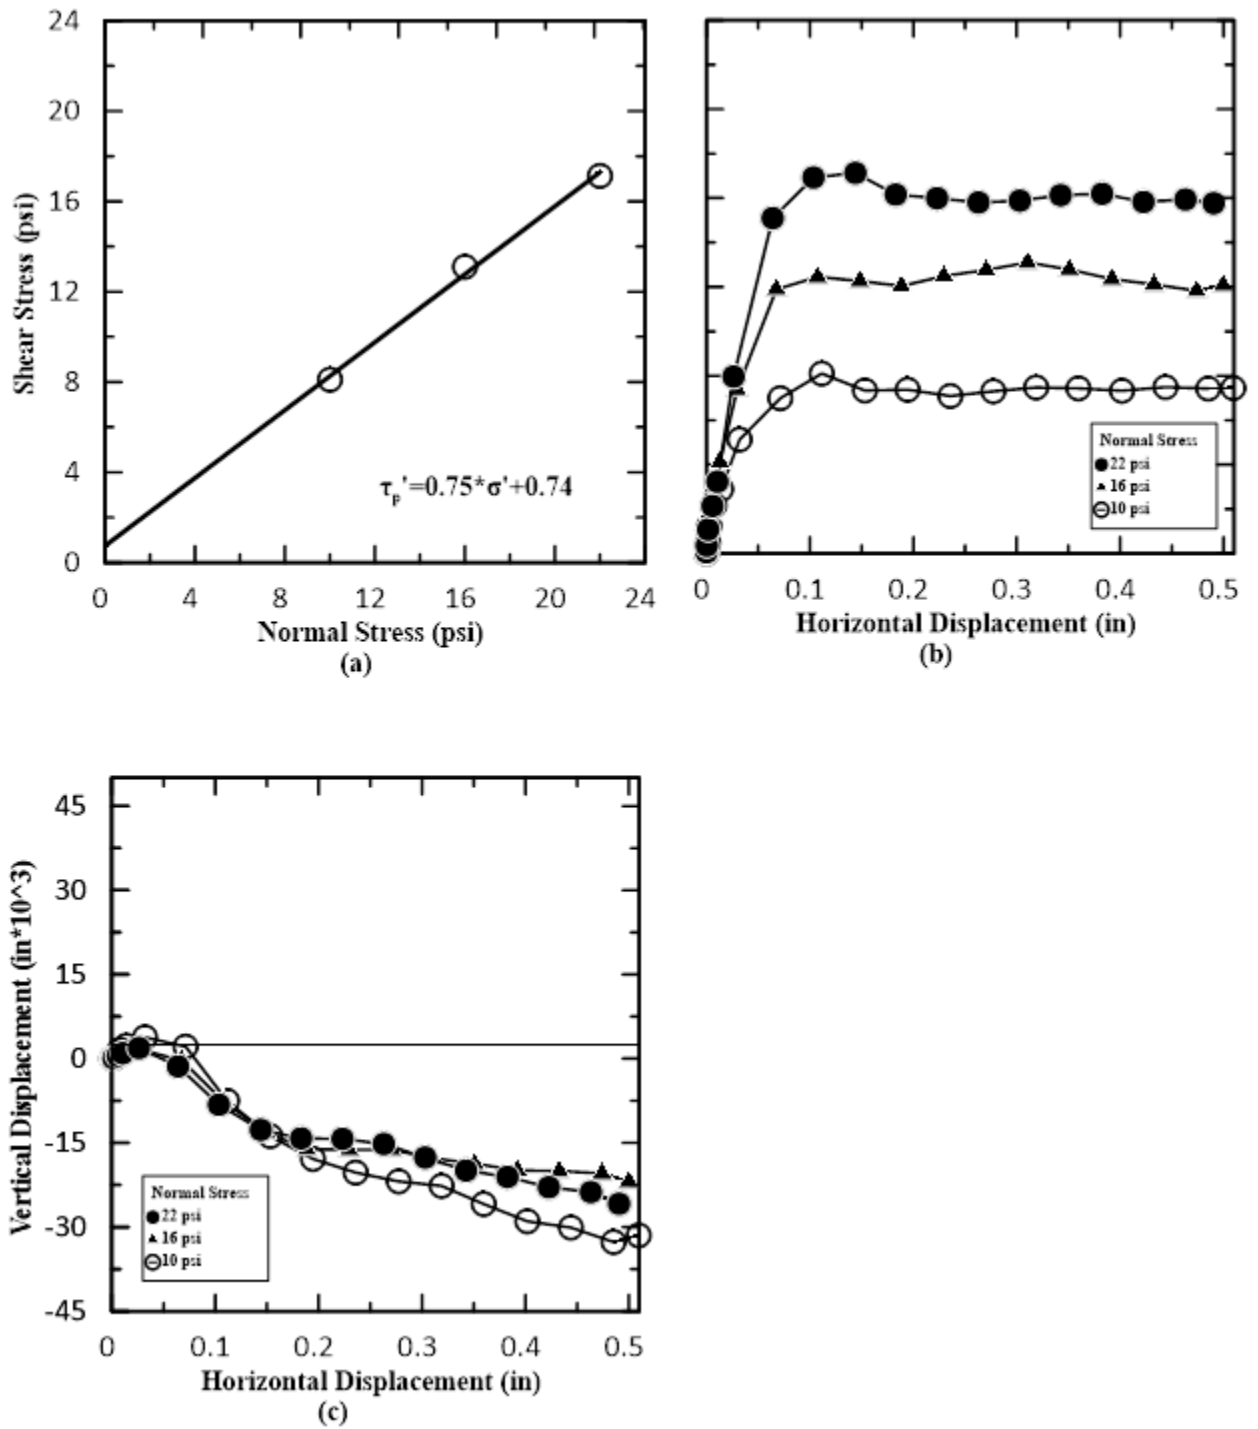 24
20
16
12
8
4
0
Shear Stress (psi)
τp'=0.75*σ'+0.74
0 4 8 12 16 20 24
Normal Stress (psi)
(a)
Normal Stress
22 psi
16 psi
10 psi
0 0.1 0.2 0.3 0.4 0.5
Horizontal Displacement (in)
(b)
45
30
15
0
-15
-30
-45
Vertical Displacement (in*10^3)
Normal Stress
22 psi
16 psi
10 psi
0 0.1 0.2 0.3 0.4 0.5
Horizontal Displacement (in)
(c)